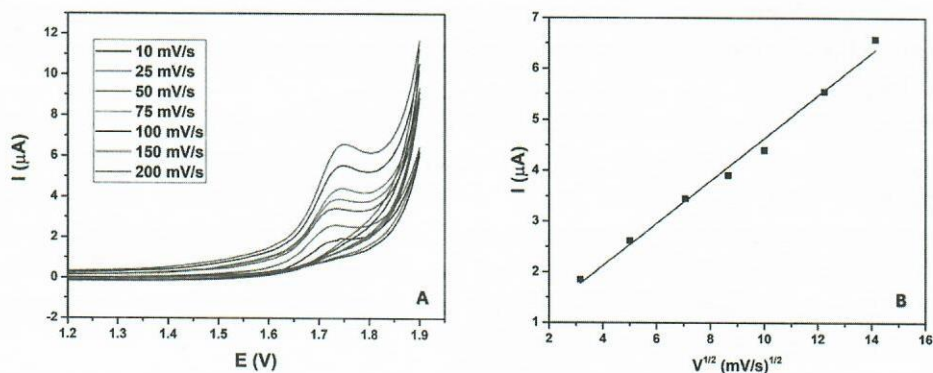 12
10
8
6
4
2
0
-2
I (µA)
10 mV/s
25 mV/s
50 mV/s
75 mV/s
100 mV/s
150 mV/s
200 mV/s
A
1.2 1.3 1.4 1.5 1.6 1.7 1.8 1.9
E (V)
7
6
5
4
3
2
1
I (µA)
B
2 4 6 8 10 12 14 16
V^{1/2} (mV/s)^{1/2}